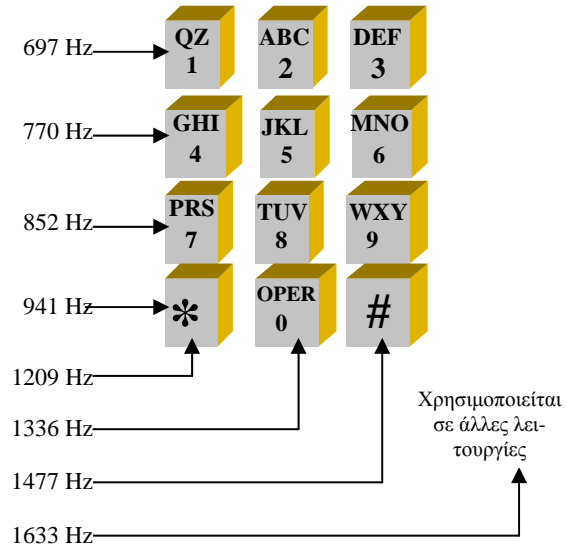 697 Hz
QZ
1
ABC
2
DEF
3
770 Hz
GHI
4
JKL
5
MNO
6
852 Hz
PRS
7
TUV
8
WXY
9
941 Hz
*
OPER
0
#
1209 Hz
1336 Hz
1477 Hz
1633 Hz
Χρησιμοποιείται
σε άλλες λει-
τουργίες